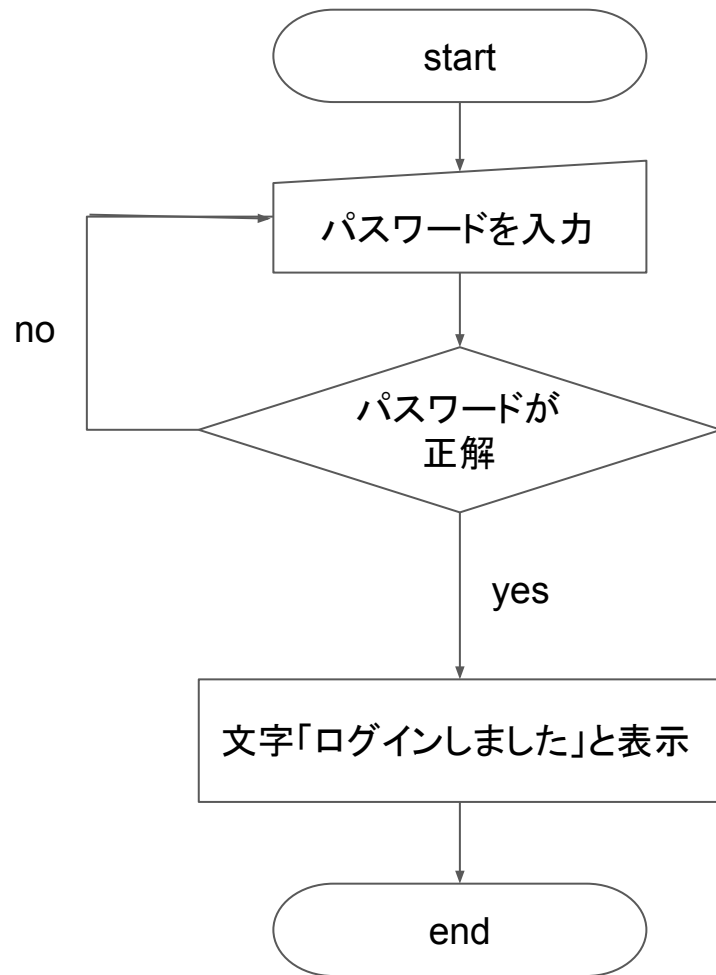 start
パスワードを入力
no
パスワードが
正解
yes
文字「ログインしました」と表示
end